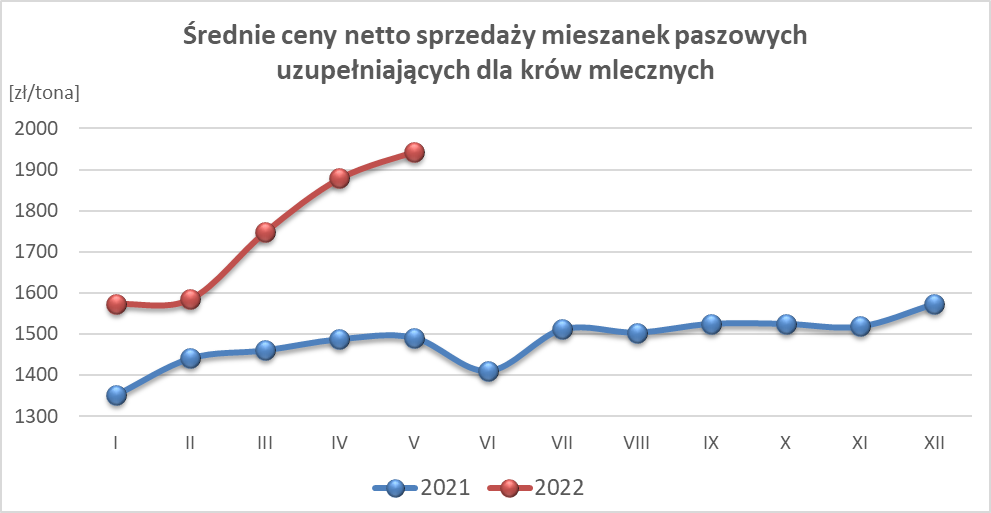 Średnie ceny netto sprzedaży mieszanek paszowych
uzupełniających dla krów mlecznych
[zł/tona]
2000
1900
1800
1700
1600
1500
1400
1300
I II III IV V VI VII VIII IX X XI XII
2021 2022